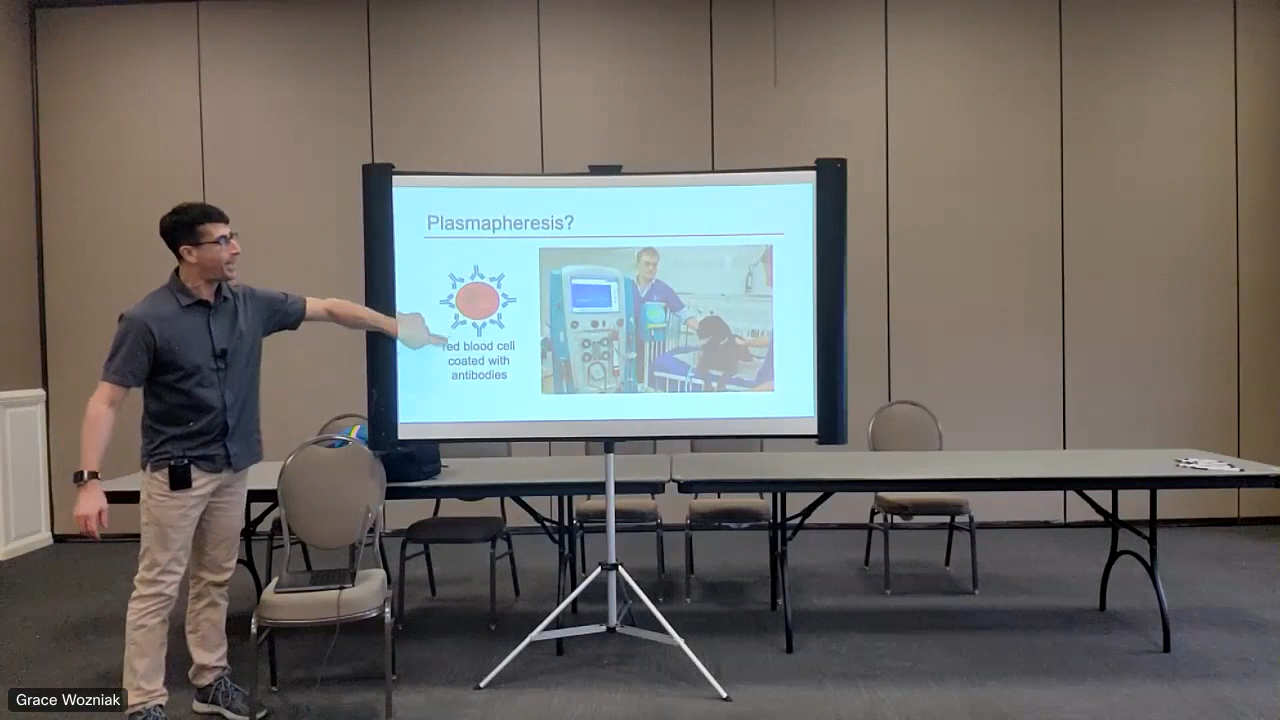 Plasmapheresis?
red blood cell
coated with
antibodies
Grace Wozniak